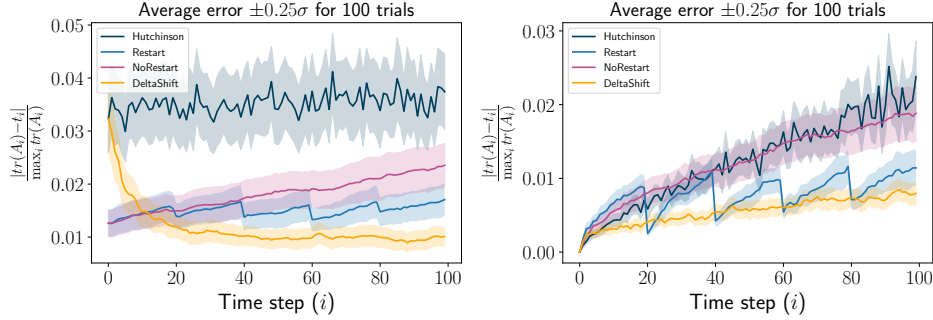 Average error ±0.25σ for 100 trials
0.05
0.04
0.03
0.02
0.01
|tr(A_i)−t_i| / max_i tr(A_i)
Hutchinson
Restart
NoRestart
DeltaShift
0 20 40 60 80 100
Time step (i)
Average error ±0.25σ for 100 trials
0.03
0.02
0.01
0.00
|tr(A_i)−t_i| / max_i tr(A_i)
Hutchinson
Restart
NoRestart
DeltaShift
0 20 40 60 80 100
Time step (i)